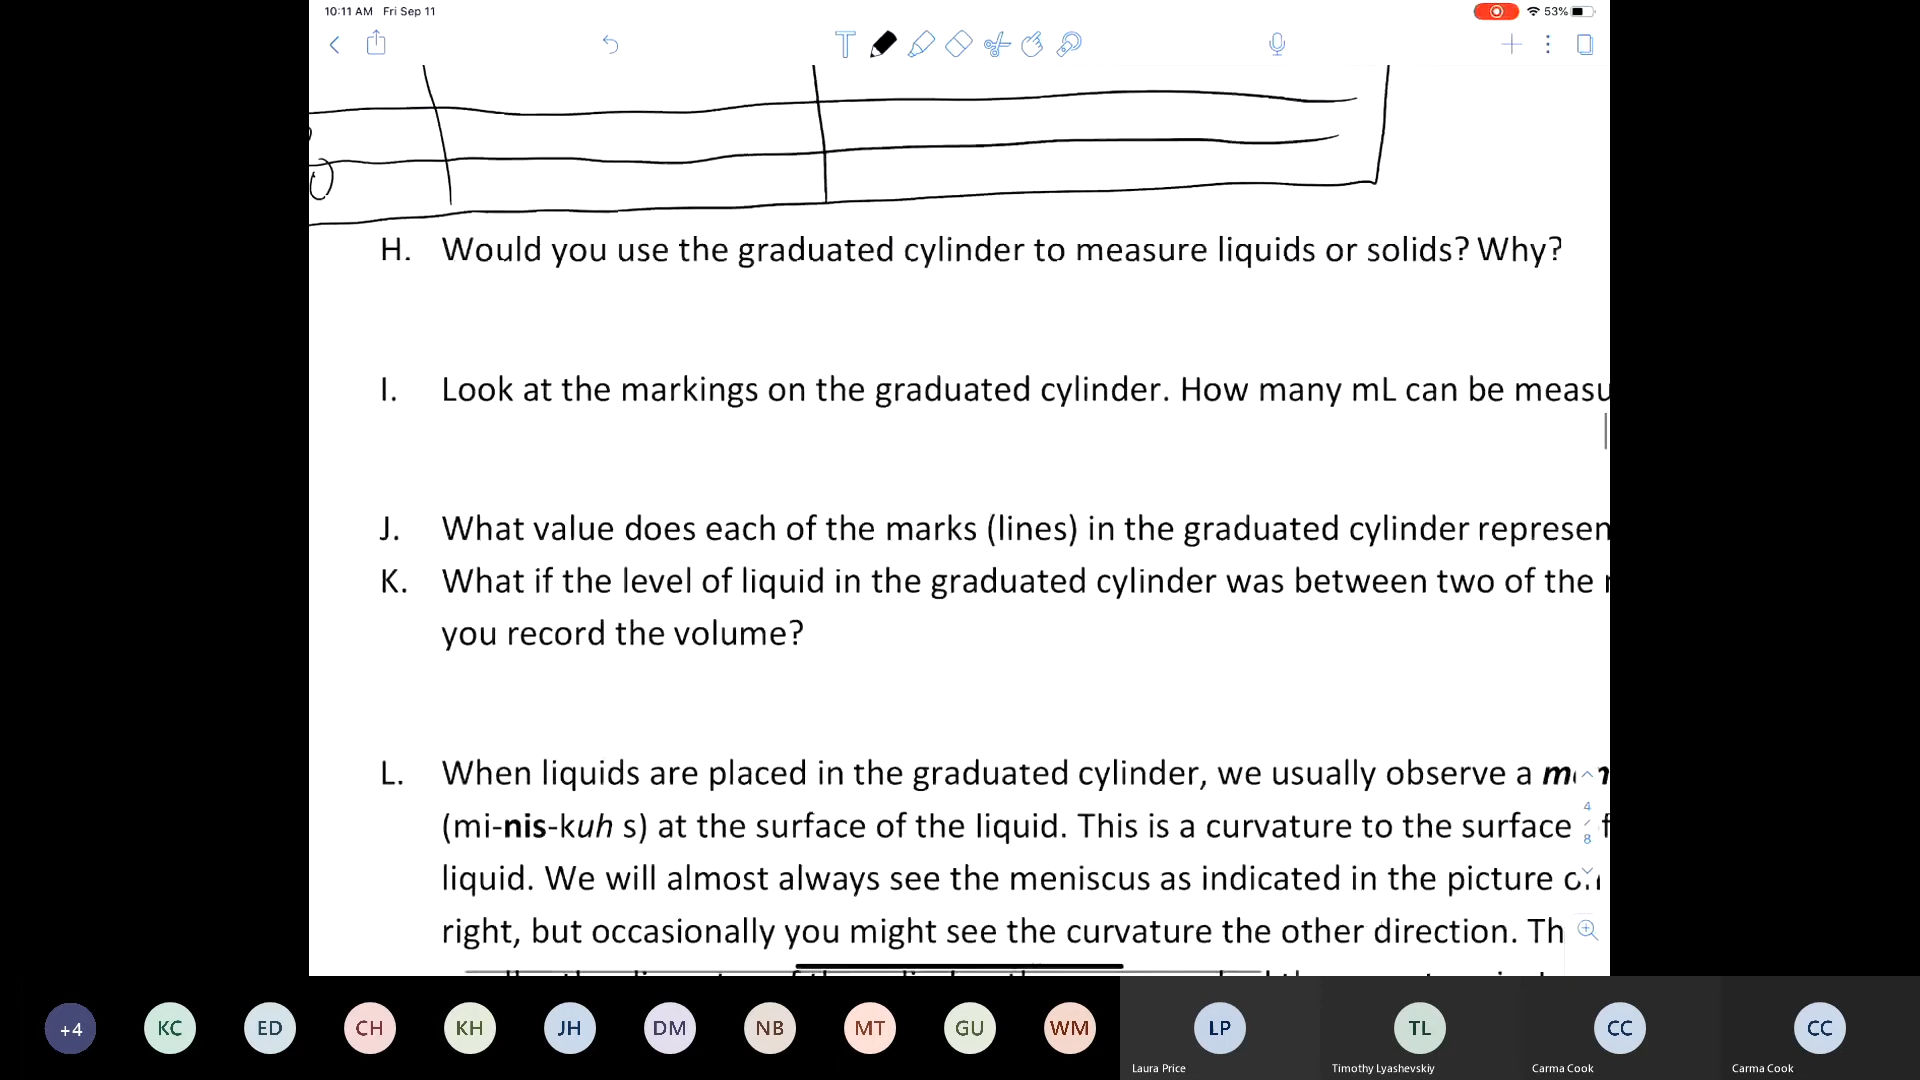 10:11 AM Fri Sep 11
53%
H. Would you use the graduated cylinder to measure liquids or solids? Why?
I. Look at the markings on the graduated cylinder. How many mL can be measu
J. What value does each of the marks (lines) in the graduated cylinder represen
K. What if the level of liquid in the graduated cylinder was between two of the
you record the volume?
L. When liquids are placed in the graduated cylinder, we usually observe a
(mi-nis-kuh s) at the surface of the liquid. This is a curvature to the surface
liquid. We will almost always see the meniscus as indicated in the picture
right, but occasionally you might see the curvature the other direction. Th
4
8
+4 KC ED CH KH JH DM NB MT GU WM LP TL CC CC
Laura Price Timothy Lyashevskiy Carma Cook Carma Cook